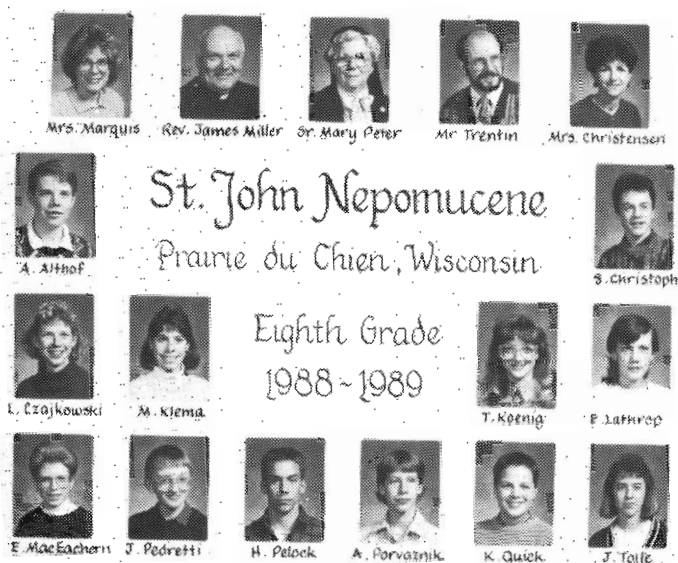 Mrs. Marquis Rev. James Miller Sr. Mary Peter Mr Trentin Mrs. Christensen
St. John Nepomucene
Prairie du Chien, Wisconsin
A. Althof S. Christoph
Eighth Grade
1988~1989
L. Czajkowski M. Klema T. Koenig E. Lathrop
E. MacEachern J. Pedretti H. Pelock A. Porvaznik K. Quick J.